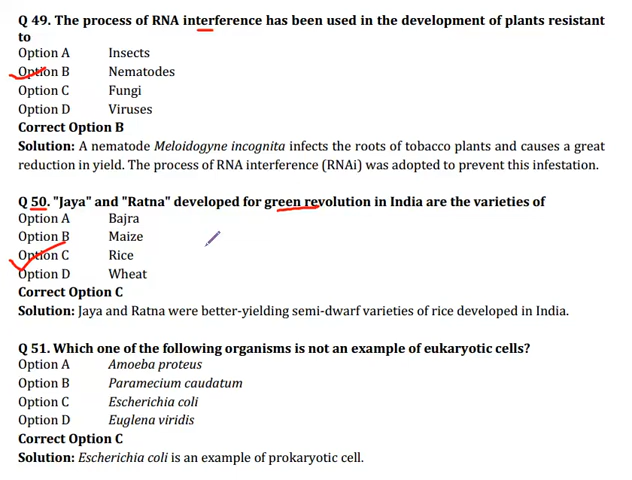 Q 49. The process of RNA interference has been used in the development of plants resistant
to
Option A Insects
Option B Nematodes
Option C Fungi
Option D Viruses
Correct Option B
Solution: A nematode Meloidogyne incognita infects the roots of tobacco plants and causes a great
reduction in yield. The process of RNA interference (RNAi) was adopted to prevent this infestation.
Q 50. "Jaya" and "Ratna" developed for green revolution in India are the varieties of
Option A Bajra
Option B Maize
Option C Rice
Option D Wheat
Correct Option C
Solution: Jaya and Ratna were better-yielding semi-dwarf varieties of rice developed in India.
Q 51. Which one of the following organisms is not an example of eukaryotic cells?
Option A Amoeba proteus
Option B Paramecium caudatum
Option C Escherichia coli
Option D Euglena viridis
Correct Option C
Solution: Escherichia coli is an example of prokaryotic cell.